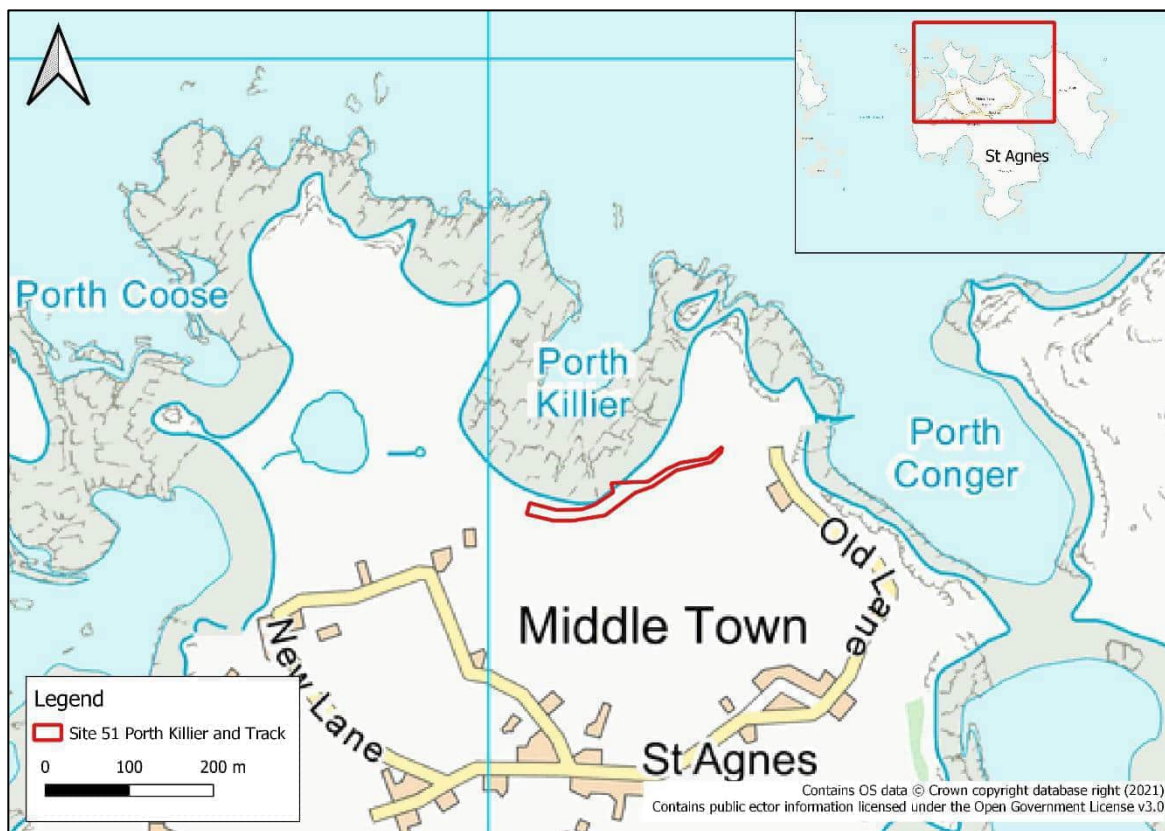 St Agnes
Porth Coose
Porth
Killier
Porth
Conger
Old Lane
Middle Town
New Lane
St Agnes
Legend
Site 51 Porth Killier and Track
0 100 200 m
Contains OS data © Crown copyright database right (2021)
Contains public ector information licensed under the Open Government License v3.0